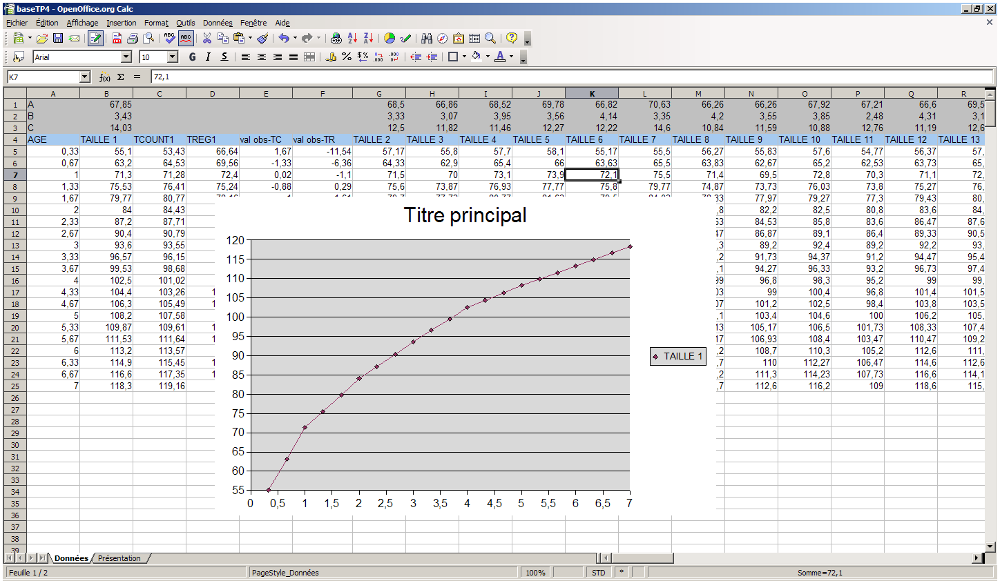 baseTP4 - OpenOffice.org Calc
Fichier Édition Affichage Insertion Format Outils Données Fenêtre Aide
Arial 10 G I S
K7 f(x) Σ = 72,1
A B C D E F G H I J K L M N O P Q R
1 A 67,85 68,5 66,86 68,52 69,78 66,82 70,63 66,26 66,26 67,92 67,21 66,6 69,5
2 B 3,43 3,33 3,07 3,95 3,56 4,14 3,35 4,2 3,55 3,85 2,48 4,31 3,1
3 C 14,03 12,5 11,82 11,46 12,27 12,22 14,6 10,84 11,59 10,88 12,76 11,19 12,6
4 AGE TAILLE 1 TCOUNT1 TREG1 val obs-TC val obs-TR TAILLE 2 TAILLE 3 TAILLE 4 TAILLE 5 TAILLE 6 TAILLE 7 TAILLE 8 TAILLE 9 TAILLE 10 TAILLE 11 TAILLE 12 TAILLE 13
5 0,33 55,1 53,43 66,64 1,67 -11,54 57,17 55,8 57,7 58,1 55,17 55,5 56,27 55,83 57,6 54,77 56,37 57,
6 0,67 63,2 64,53 69,56 -1,33 -6,36 64,33 62,9 65,4 66 63,63 65,5 63,83 62,67 65,2 62,53 63,73 65,
7 1 71,3 71,28 72,4 0,02 -1,1 71,5 70 73,1 73,9 72,1 75,5 71,4 69,5 72,8 70,3 71,1 72,
8 1,33 75,53 76,41 75,24 -0,88 0,29 75,6 73,87 76,93 77,77 75,8 79,77 74,87 73,73 76,03 73,8 75,27 76,
9 1,67 79,77 80,77 33 77,97 79,27 77,3 79,43 80,
10 2 84 84,43 ,8 82,2 82,5 80,8 83,6 84,
11 2,33 87,2 87,71 63 84,53 85,8 83,6 86,47 87,6
12 2,67 90,4 90,79 47 86,87 89,1 86,4 89,33 90,5
13 3 93,6 93,55 ,3 89,2 92,4 89,2 92,2 93,
14 3,33 96,57 96,15 ,2 91,73 94,37 91,2 94,47 95,4
15 3,67 99,53 98,68 ,1 94,27 96,33 93,2 96,73 97,4
16 4 102,5 101,02 99 96,8 98,3 95,2 99 99,
17 4,33 104,4 103,26 1 03 99 100,4 96,8 101,4 101,5
18 4,67 106,3 105,49 1 07 101,2 102,5 98,4 103,8 103,5
19 5 108,2 107,58 ,1 103,4 104,6 100 106,2 105,
20 5,33 109,87 109,61 1 43 105,17 106,5 101,73 108,33 107,4
21 5,67 111,53 111,64 1 47 106,93 108,4 103,47 110,47 109,2
22 6 113,2 113,57 ,2 108,7 110,3 105,2 112,6 111,
23 6,33 114,9 115,45 1 ,7 110 112,27 106,47 114,6 112,6
24 6,67 116,6 117,35 1 ,2 111,3 114,23 107,73 116,6 114,1
25 7 118,3 119,16 ,7 112,6 116,2 109 118,6 115,
26
27
28
29
30
31
32
33
34
35
36
37
38
39
Titre principal
120
115
110
105
100
95
90
85
80
75
70
65
60
55
0 0,5 1 1,5 2 2,5 3 3,5 4 4,5 5 5,5 6 6,5 7
TAILLE 1
Données Présentation
Feuille 1 / 2 PageStyle_Données 100% STD * Somme=72,1